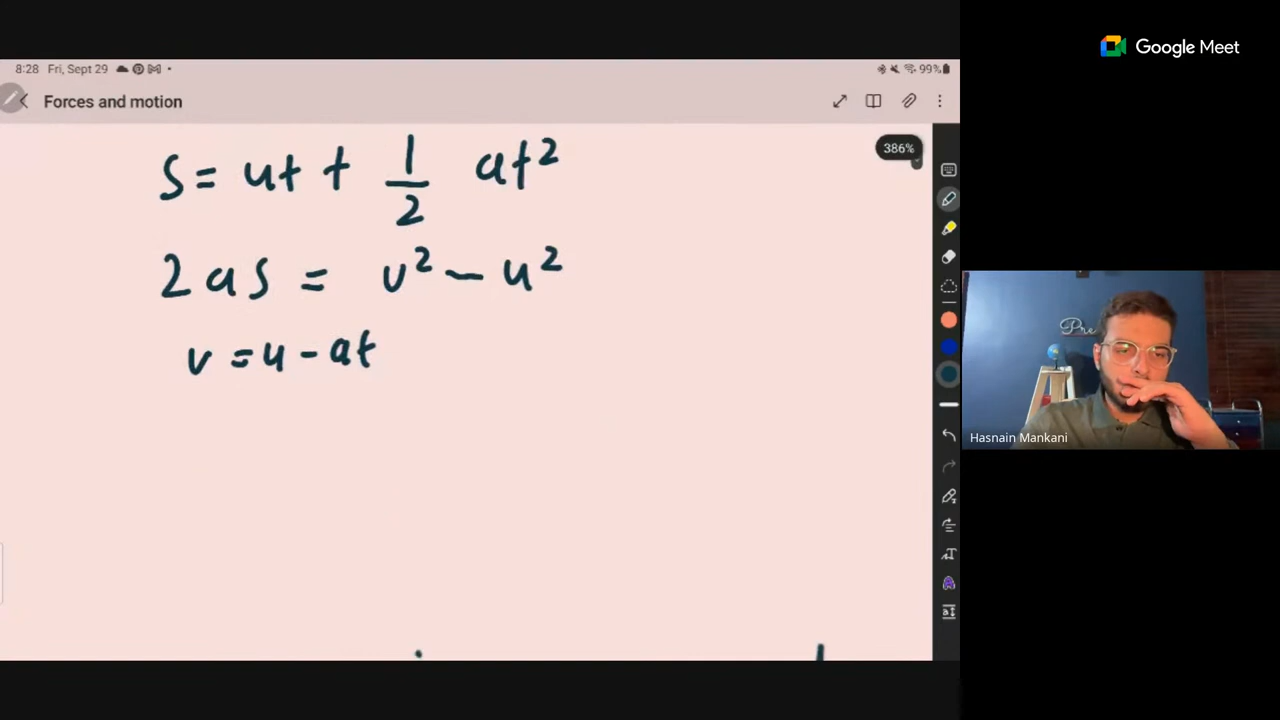 Google Meet
8:28 Fri, Sept 29
99%
Forces and motion
386%
S = ut + 1/2 at²
2as = v² - u²
v = u - at
Pre
Hasnain Mankani